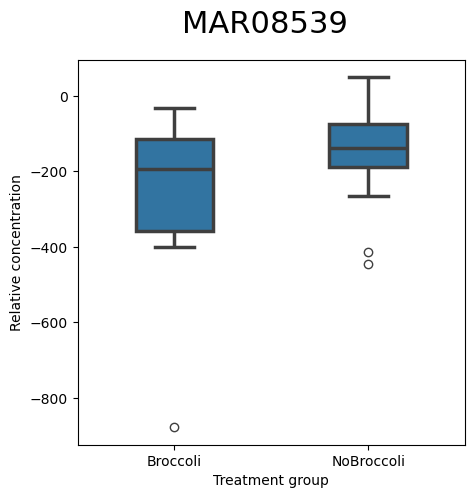 MAR08539
0
−200
−400
−600
−800
Relative concentration
Broccoli
NoBroccoli
Treatment group